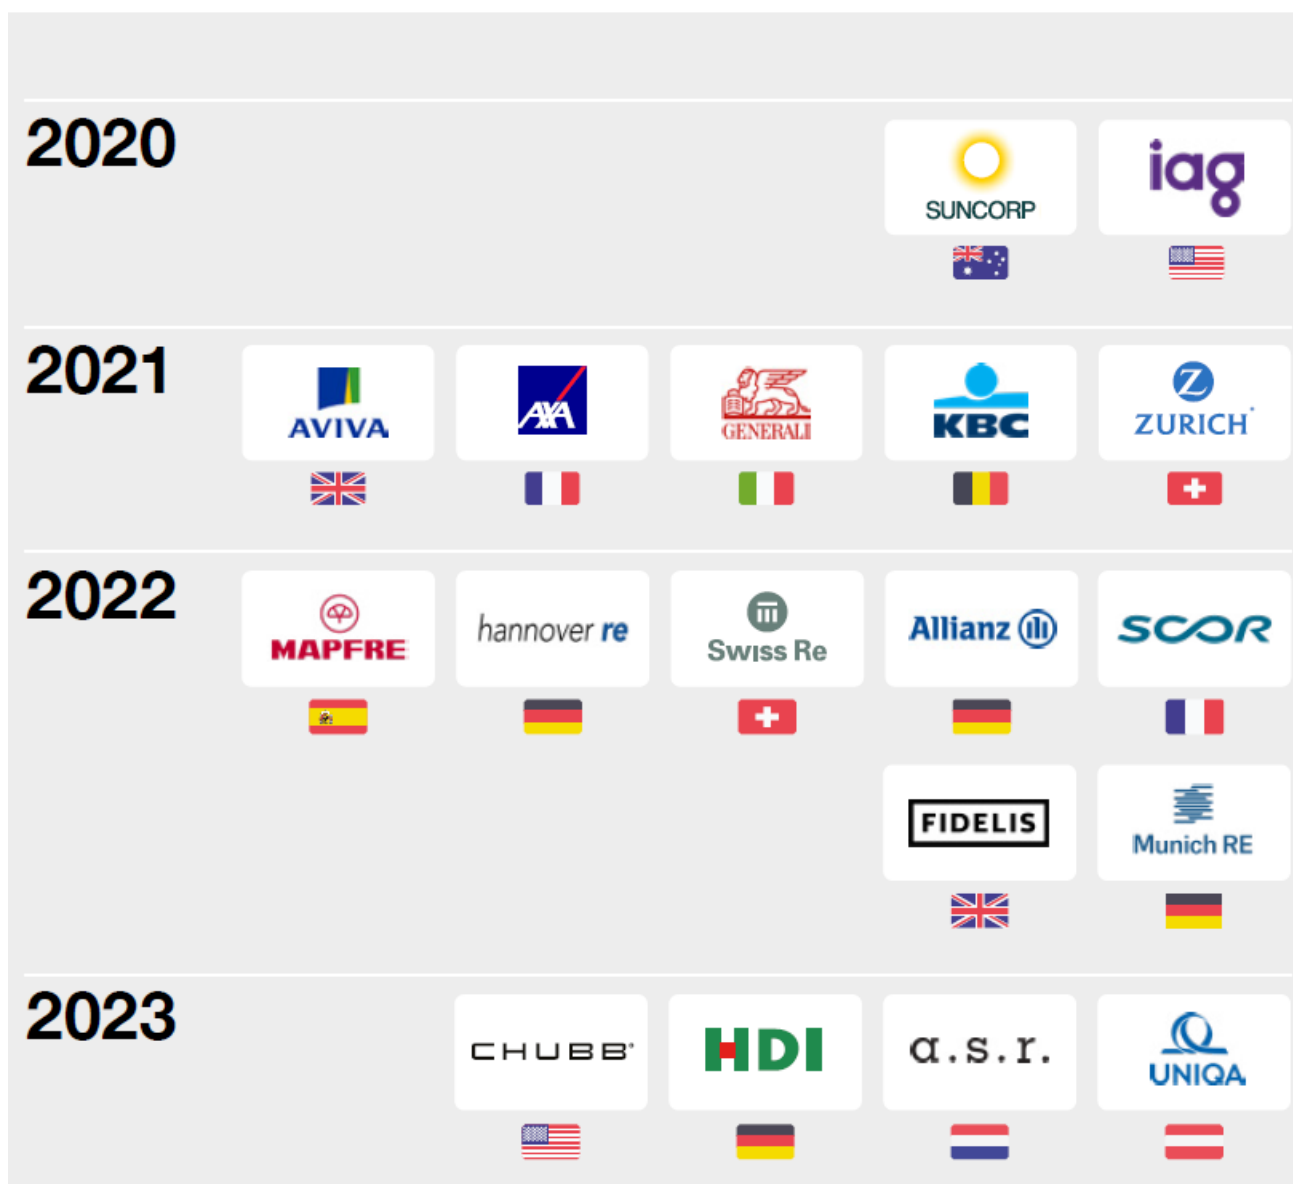 2020
SUNCORP
iag
2021
AVIVA
AXA
GENERALI
KBC
Z
ZURICH
2022
MAPFRE
hannover re
Swiss Re
Allianz
SCOR
FIDELIS
Munich RE
2023
CHUBB®
HDI
a.s.r.
UNIQA